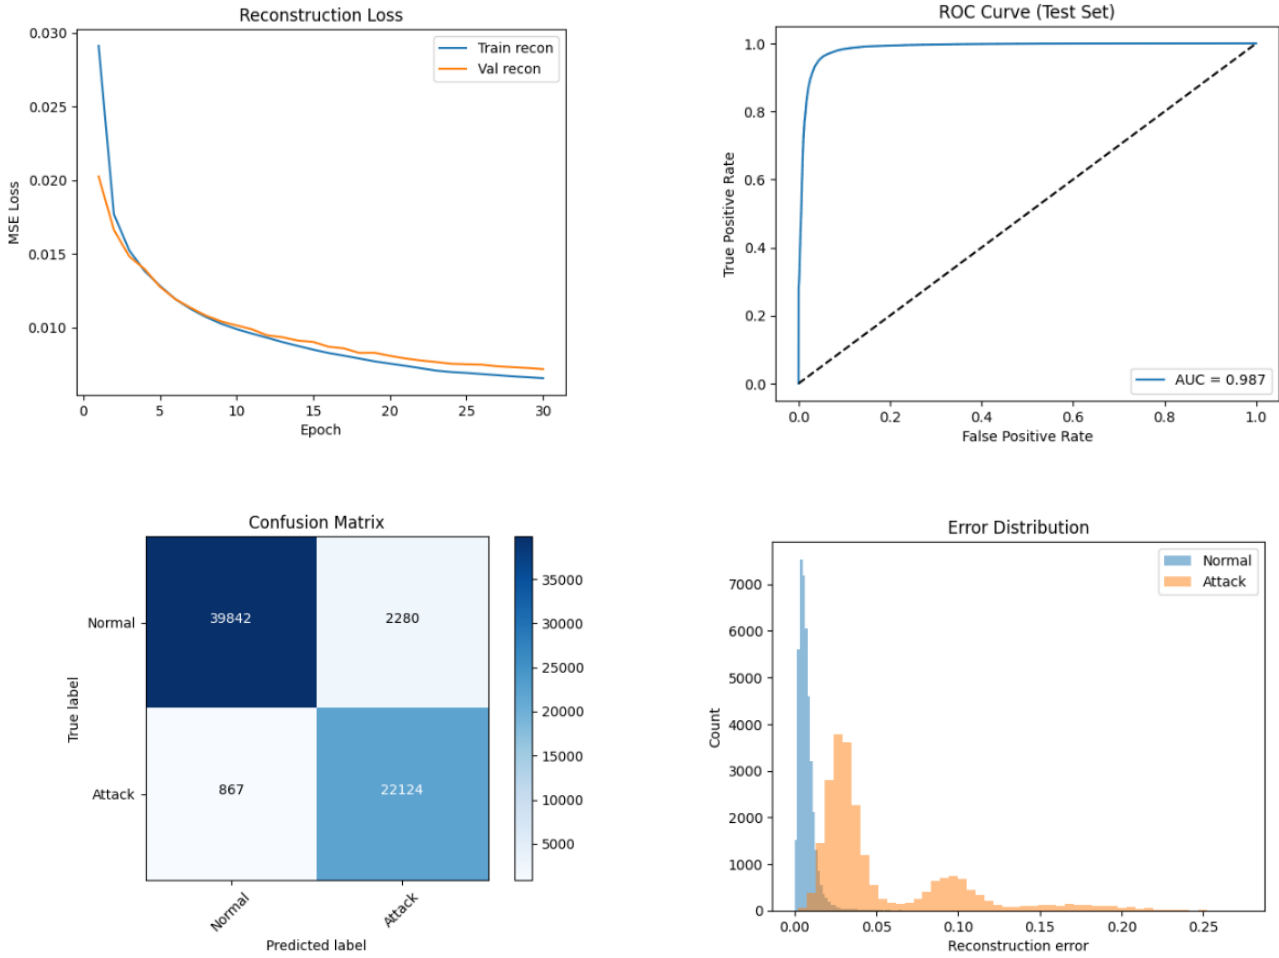 Reconstruction Loss
0.030
0.025
0.020
0.015
0.010
MSE Loss
Train recon
Val recon
0 5 10 15 20 25 30
Epoch
ROC Curve (Test Set)
1.0
0.8
0.6
0.4
0.2
0.0
True Positive Rate
AUC = 0.987
0.0 0.2 0.4 0.6 0.8 1.0
False Positive Rate
Confusion Matrix
True label
Normal
Attack
39842 2280
867 22124
Normal Attack
Predicted label
35000
30000
25000
20000
15000
10000
5000
Error Distribution
Normal
Attack
7000
6000
5000
4000
3000
2000
1000
0
Count
0.00 0.05 0.10 0.15 0.20 0.25
Reconstruction error